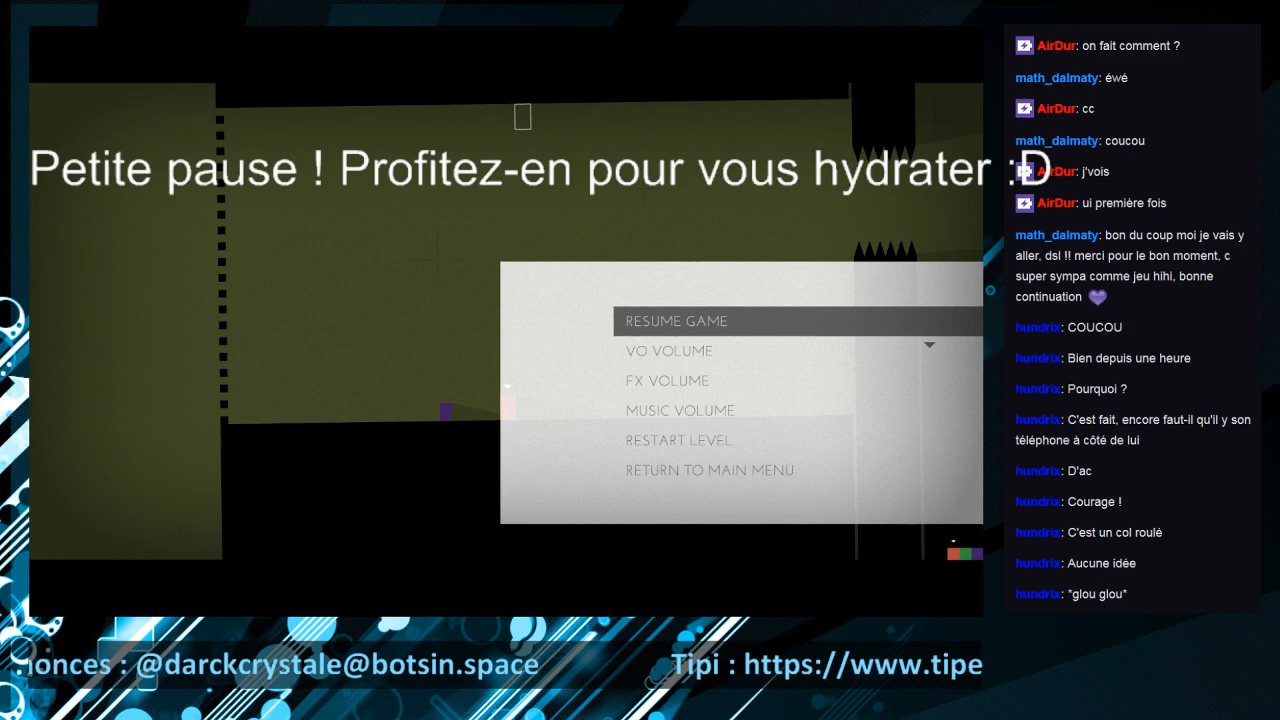 Petite pause ! Profitez-en pour vous hydrater :D
RESUME GAME
VO VOLUME
FX VOLUME
MUSIC VOLUME
RESTART LEVEL
RETURN TO MAIN MENU
AirDur: on fait comment ?
math_dalmaty: éwé
AirDur: cc
math_dalmaty: coucou
AirDur: j'vois
AirDur: ui première fois
math_dalmaty: bon du coup moi je vais y
aller, dsl !! merci pour le bon moment, c
super sympa comme jeu hIhi, bonne
continuation
hundrix: COUCOU
hundrix: Bien depuis une heure
hundrix: Pourquoi ?
hundrix: C'est fait, encore faut-il qu'il y son
téléphone à côté de lui
hundrix: D'ac
hundrix: Courage !
hundrix: C'est un col roulé
hundrix: Aucune idée
hundrix: *glou glou*
onces : @darckcrystale@botsin.space
Tipi : https://www.tipe